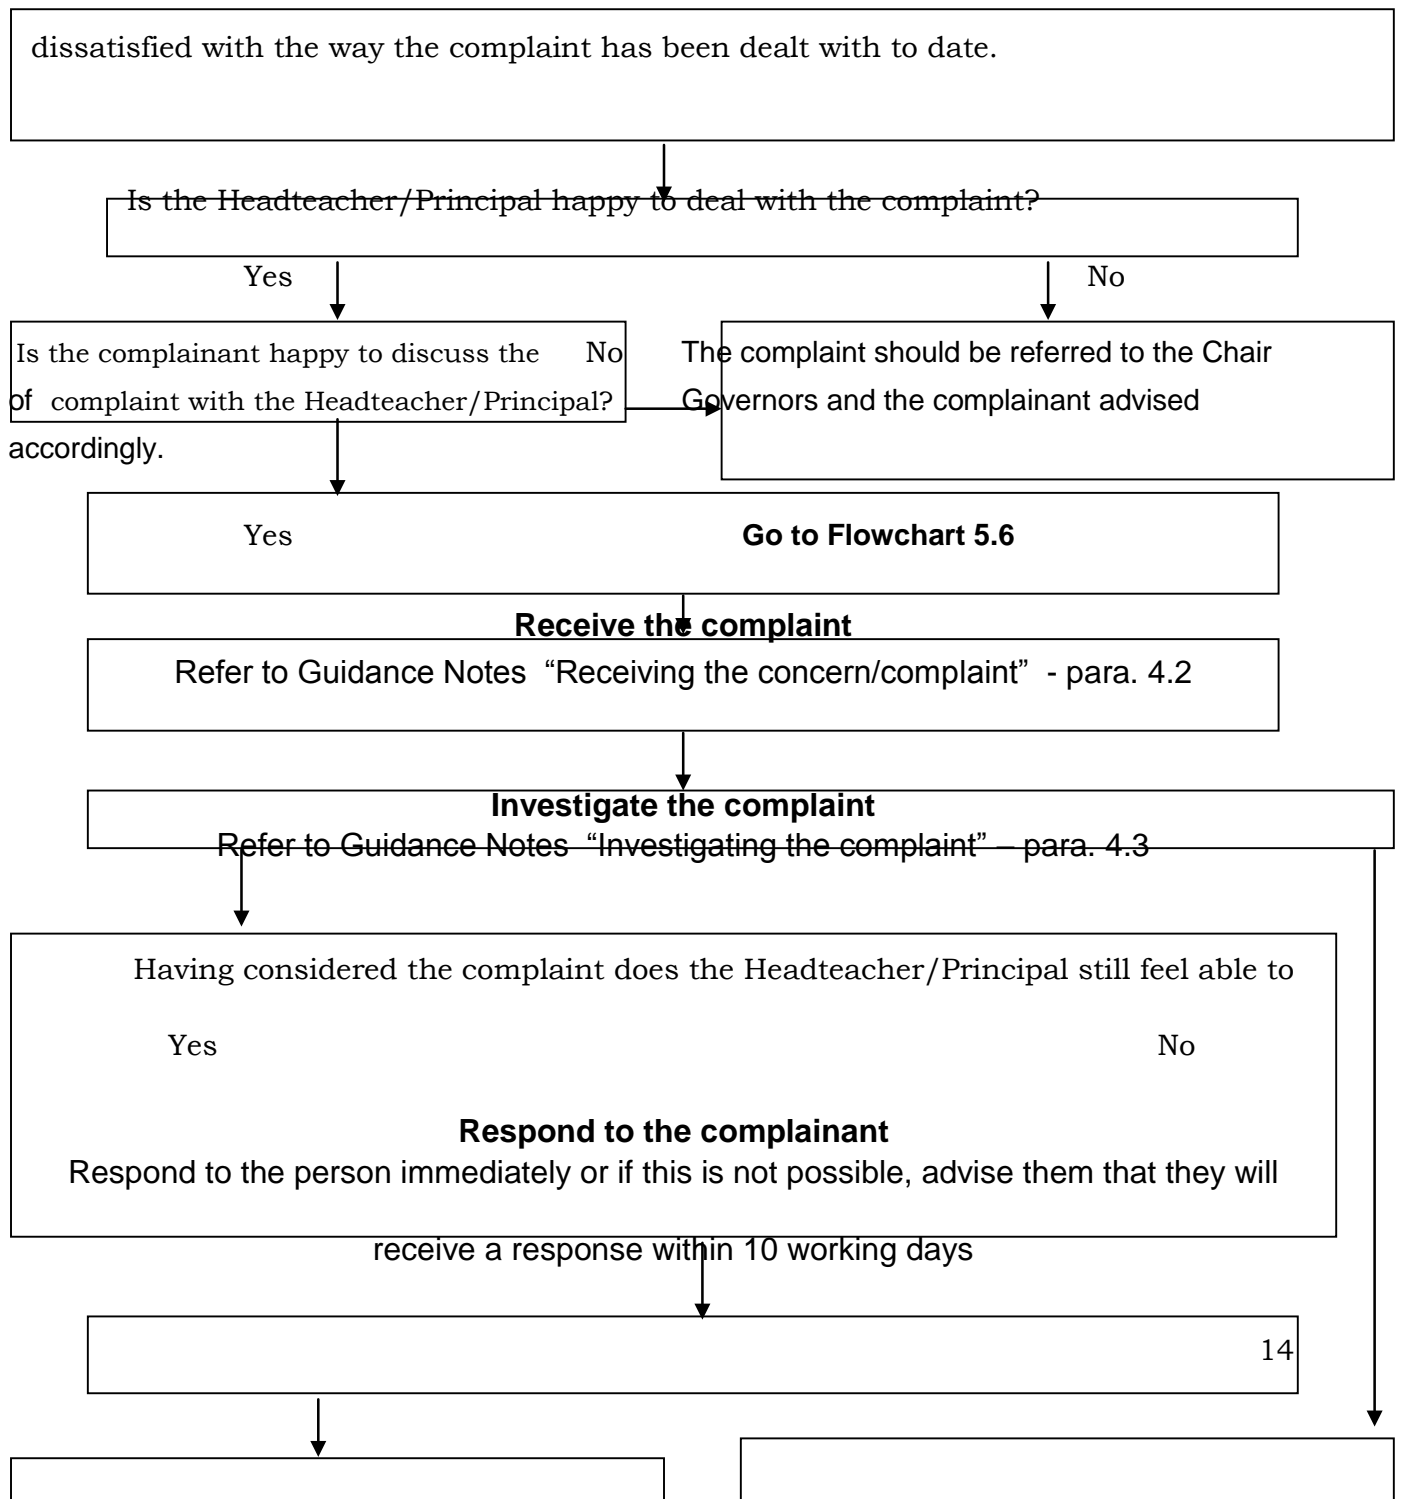 dissatisfied with the way the complaint has been dealt with to date.
Is the Headteacher/Principal happy to deal with the complaint?
Yes No
Is the complainant happy to discuss the No The complaint should be referred to the Chair
of complaint with the Headteacher/Principal? Governors and the complainant advised
accordingly.
Yes Go to Flowchart 5.6
Receive the complaint
Refer to Guidance Notes “Receiving the concern/complaint” - para. 4.2
Investigate the complaint
Refer to Guidance Notes “Investigating the complaint” – para. 4.3
Having considered the complaint does the Headteacher/Principal still feel able to
Yes No
Respond to the complainant
Respond to the person immediately or if this is not possible, advise them that they will
receive a response within 10 working days
14